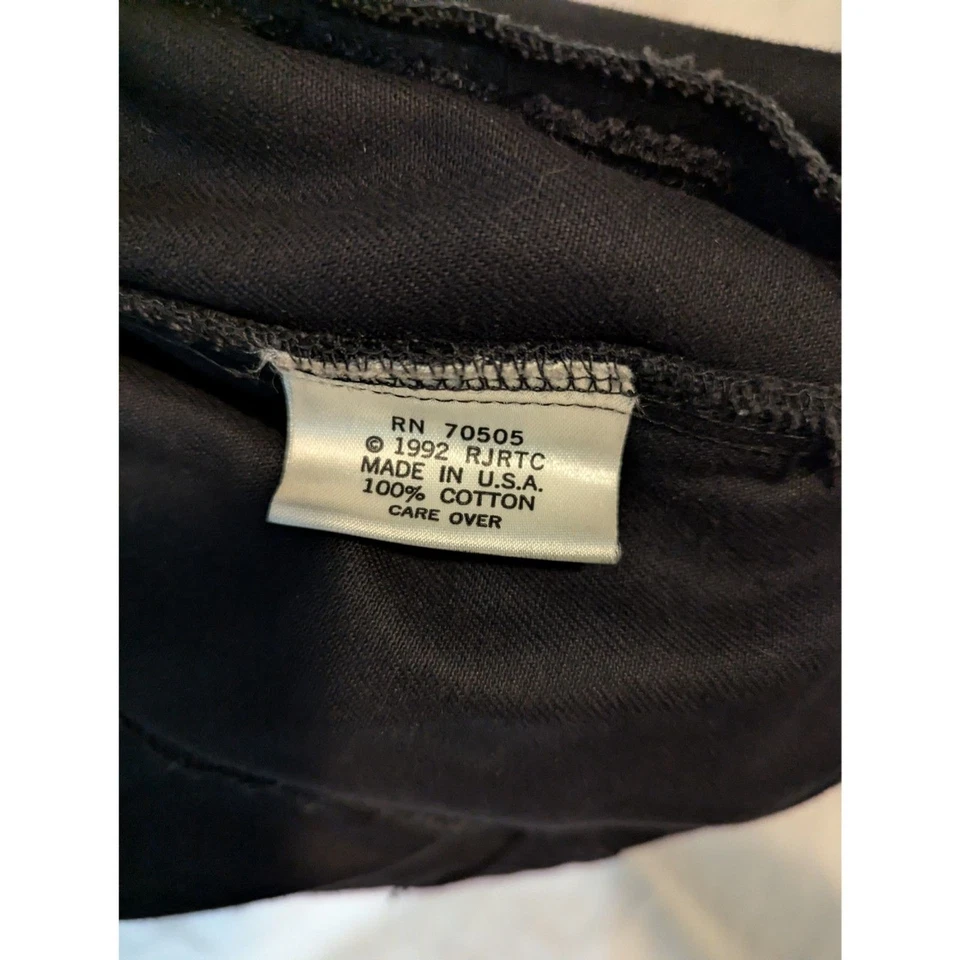 RN 70505
© 1992 RJRTC
MADE IN U.S.A.
100% COTTON
CARE OVER